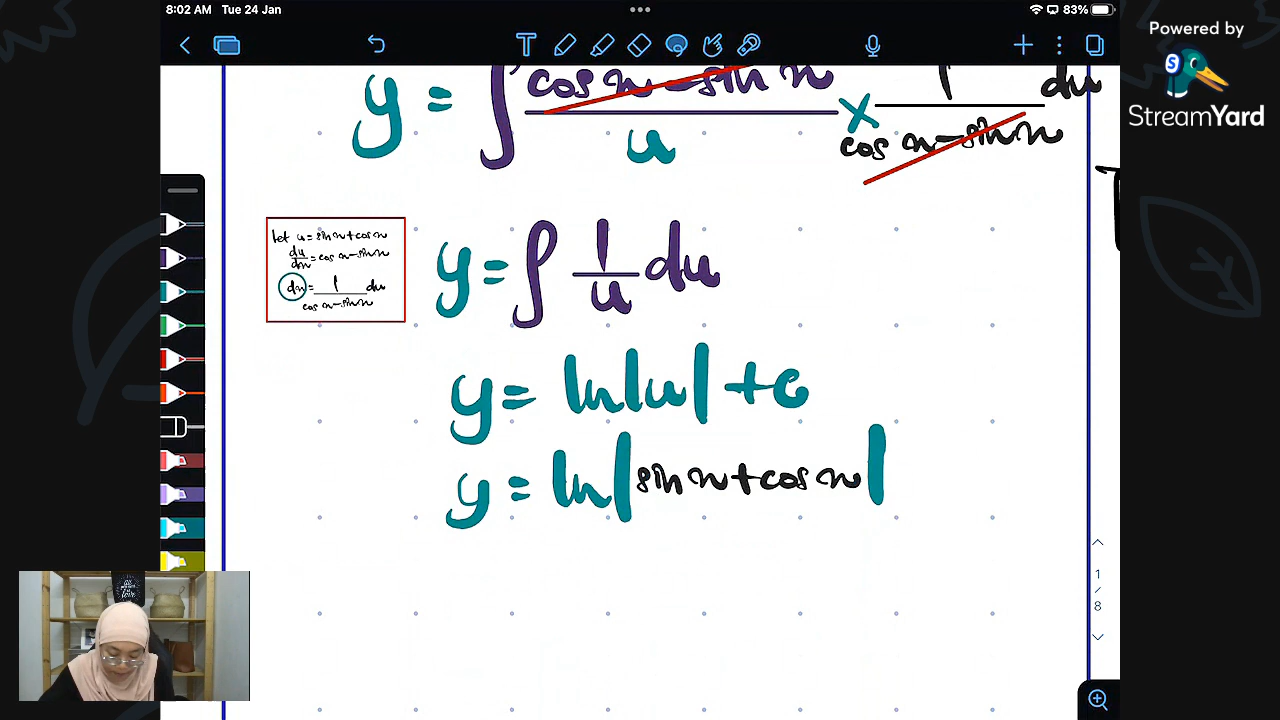 8:02 AM Tue 24 Jan
83%
Powered by
StreamYard
y = ∫ cos x - sin x / u × 1 / cos x - sin x du
let u = sin x + cos x
du/dx = cos x - sin x
dx = 1 / cos x - sin x du
y = ∫ 1/u du
y = ln|u| + c
y = ln|sin x + cos x|
1
/
8